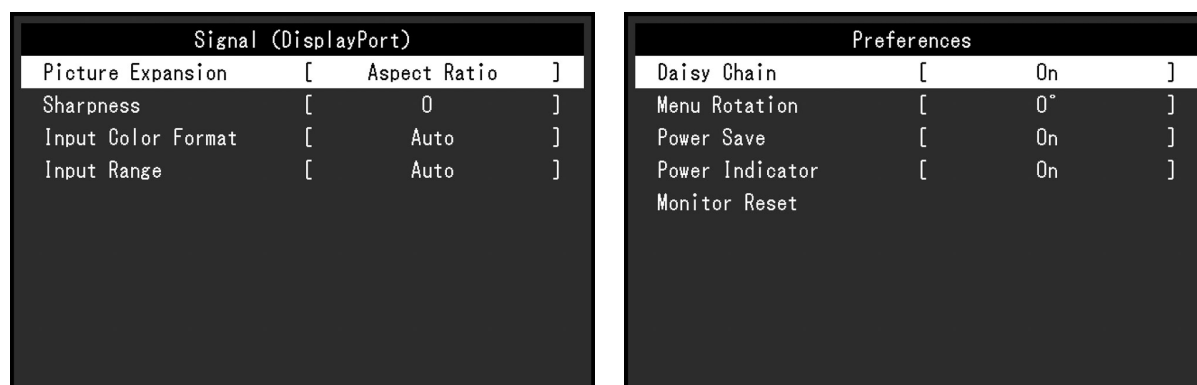 Signal (DisplayPort)
Picture Expansion [ Aspect Ratio ]
Sharpness [ 0 ]
Input Color Format [ Auto ]
Input Range [ Auto ]
Preferences
Daisy Chain [ On ]
Menu Rotation [ 0° ]
Power Save [ On ]
Power Indicator [ On ]
Monitor Reset